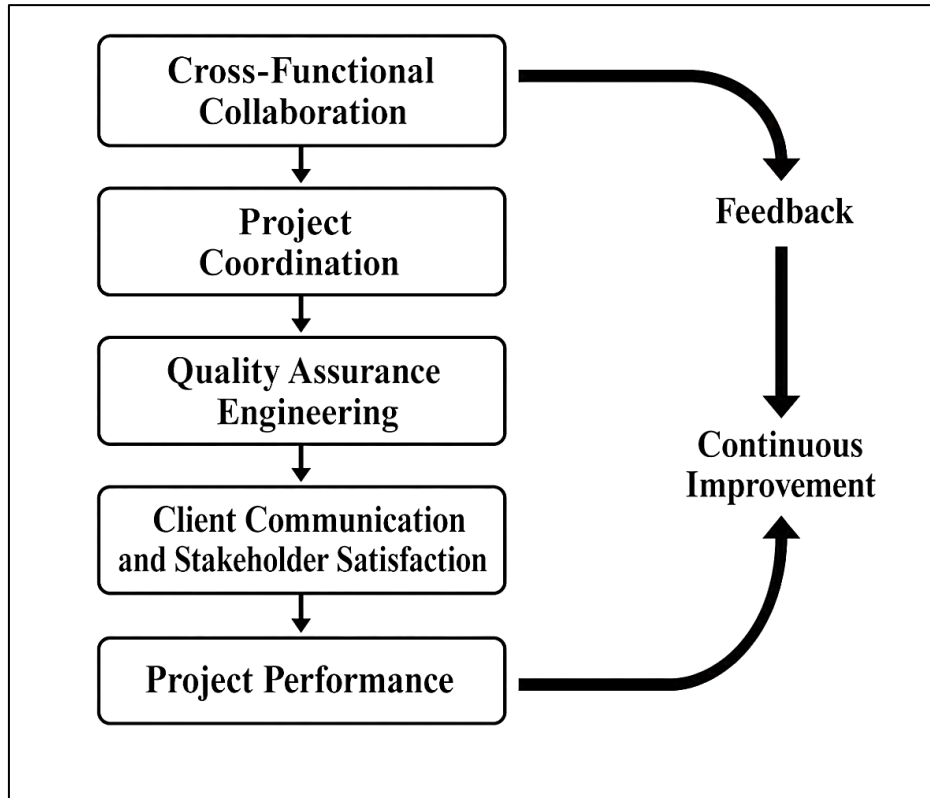 Cross-Functional
Collaboration
Project
Coordination
Quality Assurance
Engineering
Client Communication
and Stakeholder Satisfaction
Project Performance
Feedback
Continuous
Improvement